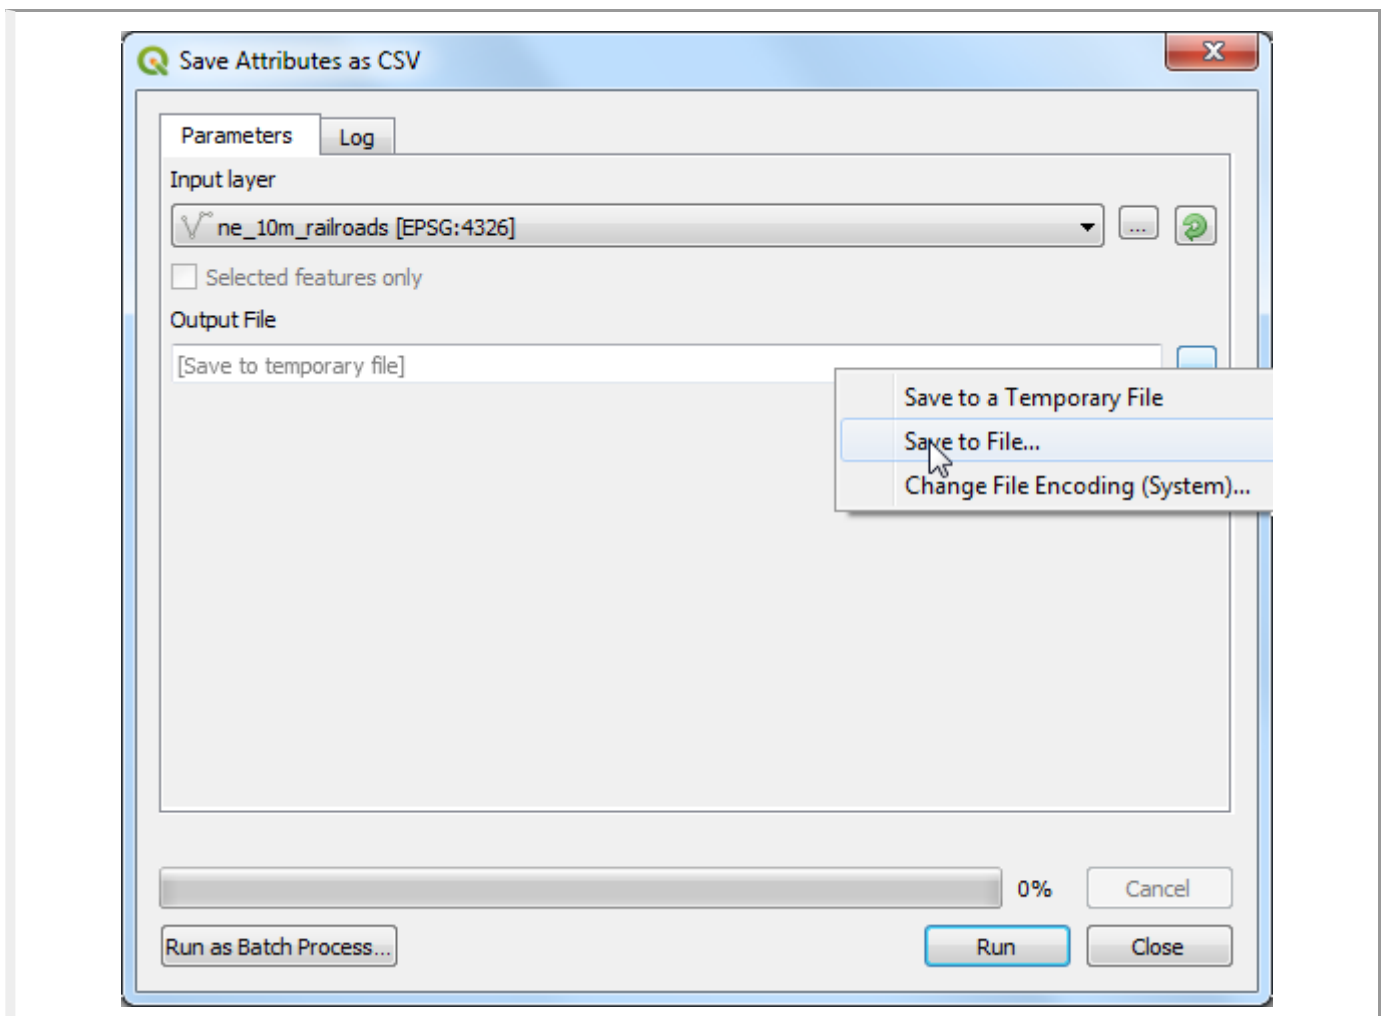 Save Attributes as CSV
Parameters
Log
Input layer
ne_10m_railroads [EPSG:4326]
...
Selected features only
Output File
[Save to temporary file]
Save to a Temporary File
Save to File...
Change File Encoding (System)...
0%
Cancel
Run as Batch Process...
Run
Close